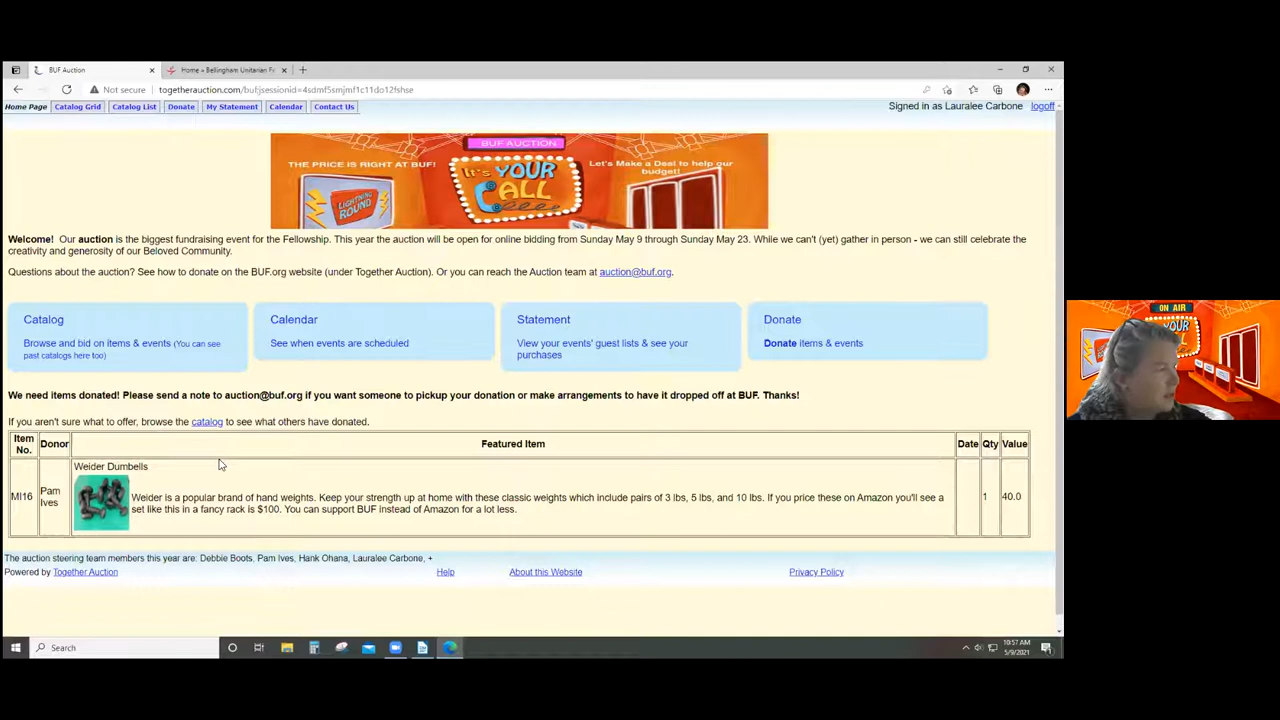 BUF Auction
Home » Bellingham Unitarian Fe
Not secure togetherauction.com/buf;jsessionid=4sdmf5smjmf1c11do12fshse
Home Page Catalog Grid Catalog List Donate My Statement Calendar Contact Us
Signed in as Lauralee Carbone logoff
BUF AUCTION
THE PRICE IS RIGHT AT BUF!
Let's Make a Deal to help our
budget!
It's YOUR
CALL
LIGHTNING
ROUND
Welcome! Our auction is the biggest fundraising event for the Fellowship. This year the auction will be open for online bidding from Sunday May 9 through Sunday May 23. While we can't (yet) gather in person - we can still celebrate the
creativity and generosity of our Beloved Community.
Questions about the auction? See how to donate on the BUF.org website (under Together Auction). Or you can reach the Auction team at auction@buf.org.
Catalog
Browse and bid on items & events (You can see
past catalogs here too)
Calendar
See when events are scheduled
Statement
View your events' guest lists & see your
purchases
Donate
Donate items & events
We need items donated! Please send a note to auction@buf.org if you want someone to pickup your donation or make arrangements to have it dropped off at BUF. Thanks!
If you aren't sure what to offer, browse the catalog to see what others have donated.
Item
No. Donor Featured Item Date Qty Value
Weider Dumbells
MI16 Pam
Ives
Weider is a popular brand of hand weights. Keep your strength up at home with these classic weights which include pairs of 3 lbs, 5 lbs, and 10 lbs. If you price these on Amazon you'll see a
set like this in a fancy rack is $100. You can support BUF instead of Amazon for a lot less.
1 40.0
The auction steering team members this year are: Debbie Boots, Pam Ives, Hank Ohana, Lauralee Carbone, +
Powered by Together Auction Help About this Website Privacy Policy
ON AIR
YOUR
Search
10:57 AM
5/9/2021